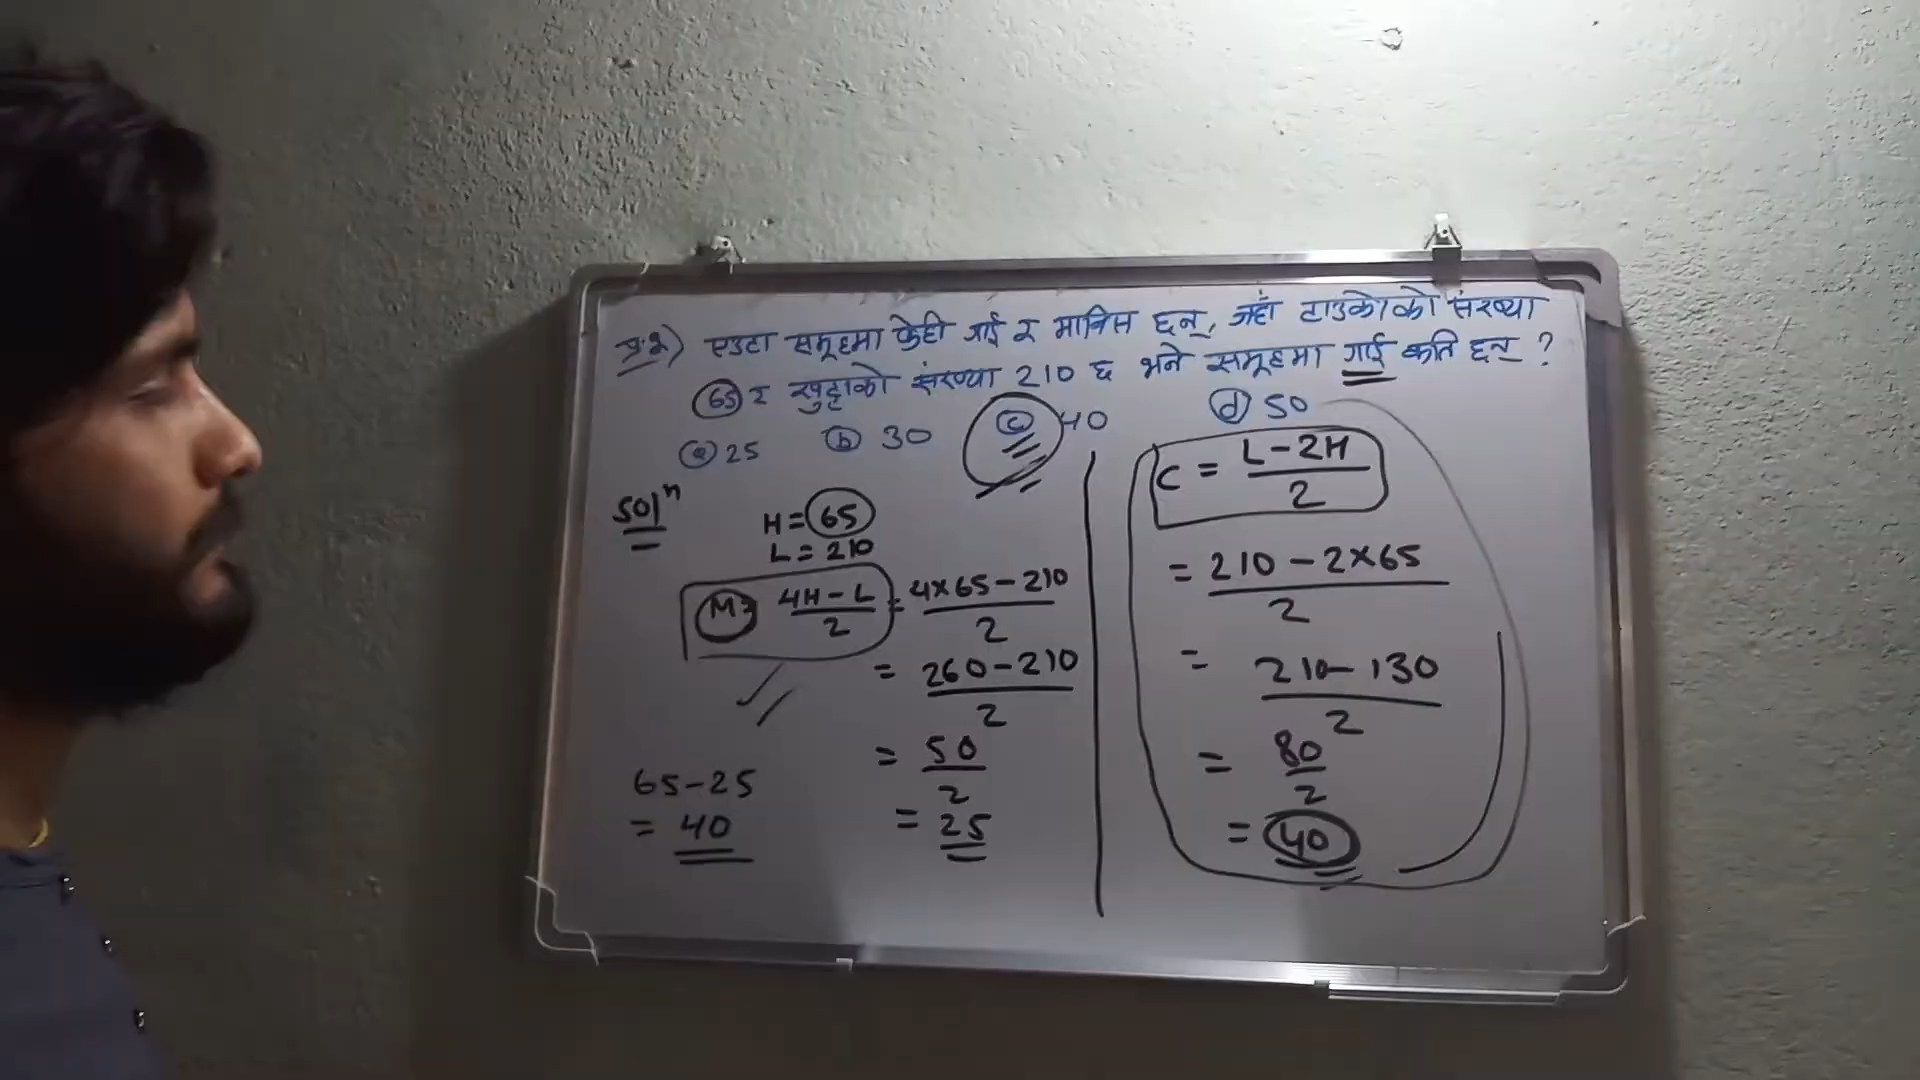 प्र.२) एउटा समूहमा केही गाई र मानिस छन्, जहाँ टाउकोको संख्या
65 र खुट्टाको संख्या 210 छ भने समूहमा गाई कति छन् ?
(a) 25 (b) 30 (c) 40 (d) 50
solⁿ
H = 65
L = 210
M = (4H - L)/2 = (4×65 - 210)/2
= (260 - 210)/2
= 50/2
= 25
65 - 25
= 40
C = (L - 2H)/2
= (210 - 2×65)/2
= (210 - 130)/2
= 80/2
= 40